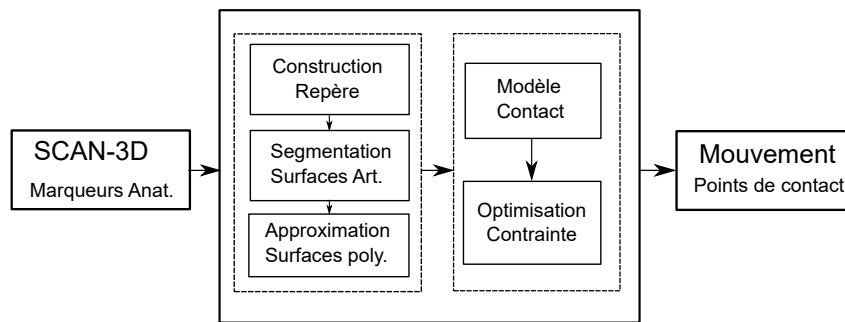 SCAN-3D
Marqueurs Anat.
Construction
Repère
Segmentation
Surfaces Art.
Approximation
Surfaces poly.
Modèle
Contact
Optimisation
Contrainte
Mouvement
Points de contact